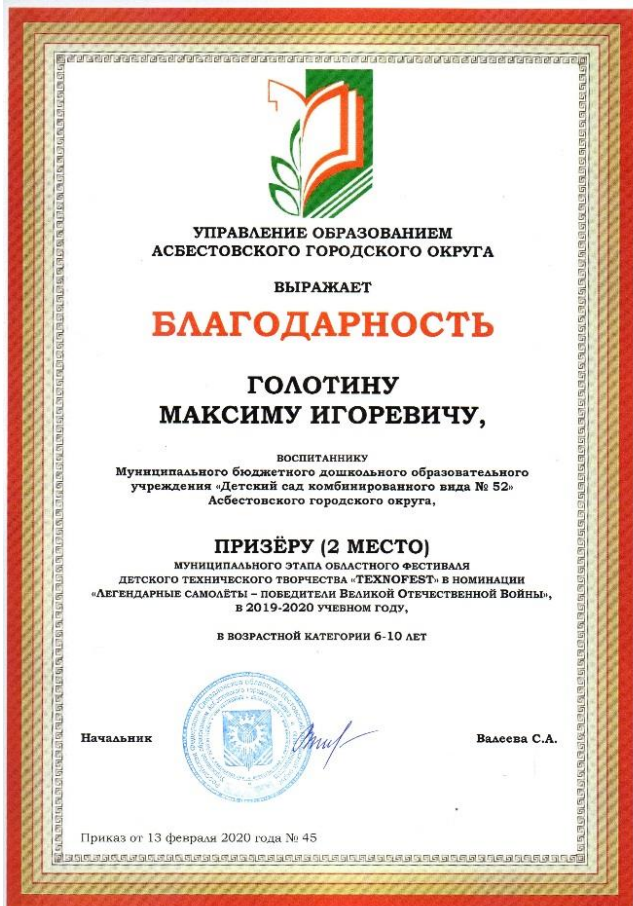 УПРАВЛЕНИЕ ОБРАЗОВАНИЕМ
АСБЕСТОВСКОГО ГОРОДСКОГО ОКРУГА
ВЫРАЖАЕТ
БЛАГОДАРНОСТЬ
ГОЛОТИНУ
МАКСИМУ ИГОРЕВИЧУ,
ВОСПИТАННИКУ
Муниципального бюджетного дошкольного образовательного
учреждения «Детский сад комбинированного вида № 52»
Асбестовского городского округа,
ПРИЗЁРУ (2 МЕСТО)
МУНИЦИПАЛЬНОГО ЭТАПА ОБЛАСТНОГО ФЕСТИВАЛЯ
ДЕТСКОГО ТЕХНИЧЕСКОГО ТВОРЧЕСТВА «TEXNOFEST» В НОМИНАЦИИ
«ЛЕГЕНДАРНЫЕ САМОЛЁТЫ – ПОБЕДИТЕЛИ ВЕЛИКОЙ ОТЕЧЕСТВЕННОЙ ВОЙНЫ»,
В 2019-2020 УЧЕБНОМ ГОДУ,
В ВОЗРАСТНОЙ КАТЕГОРИИ 6-10 ЛЕТ
Начальник
Валеева С.А.
Приказ от 13 февраля 2020 года № 45